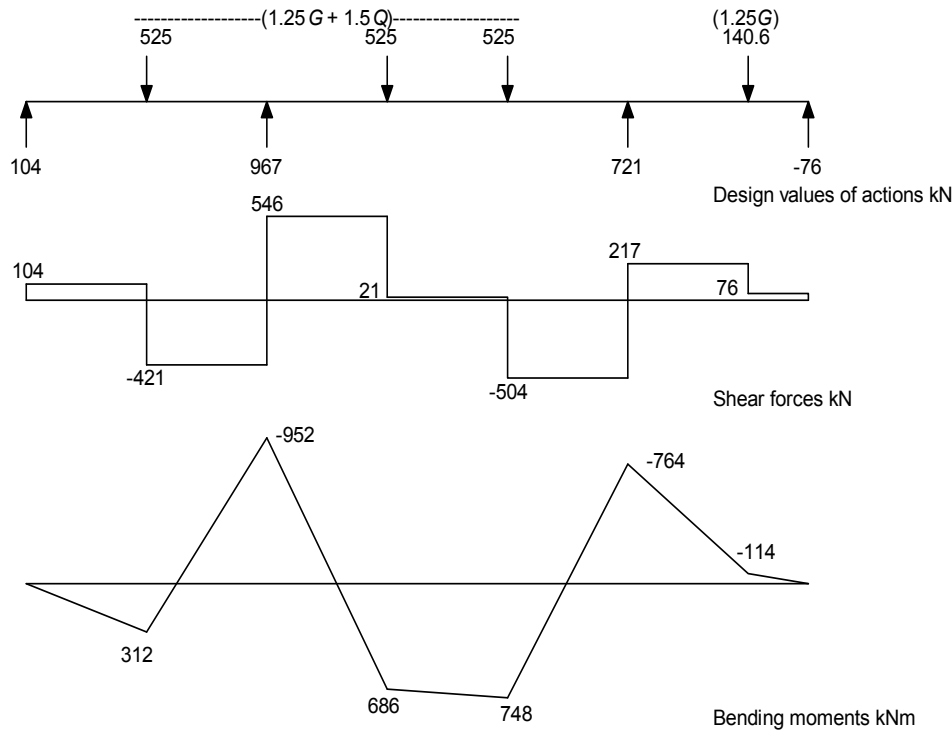 (1.25G + 1.5Q) (1.25G)
525 525 525 140.6
104 967 721 -76
Design values of actions kN
546
104 21 217 76
-421 -504
Shear forces kN
-952 -764
-114
312
686 748
Bending moments kNm